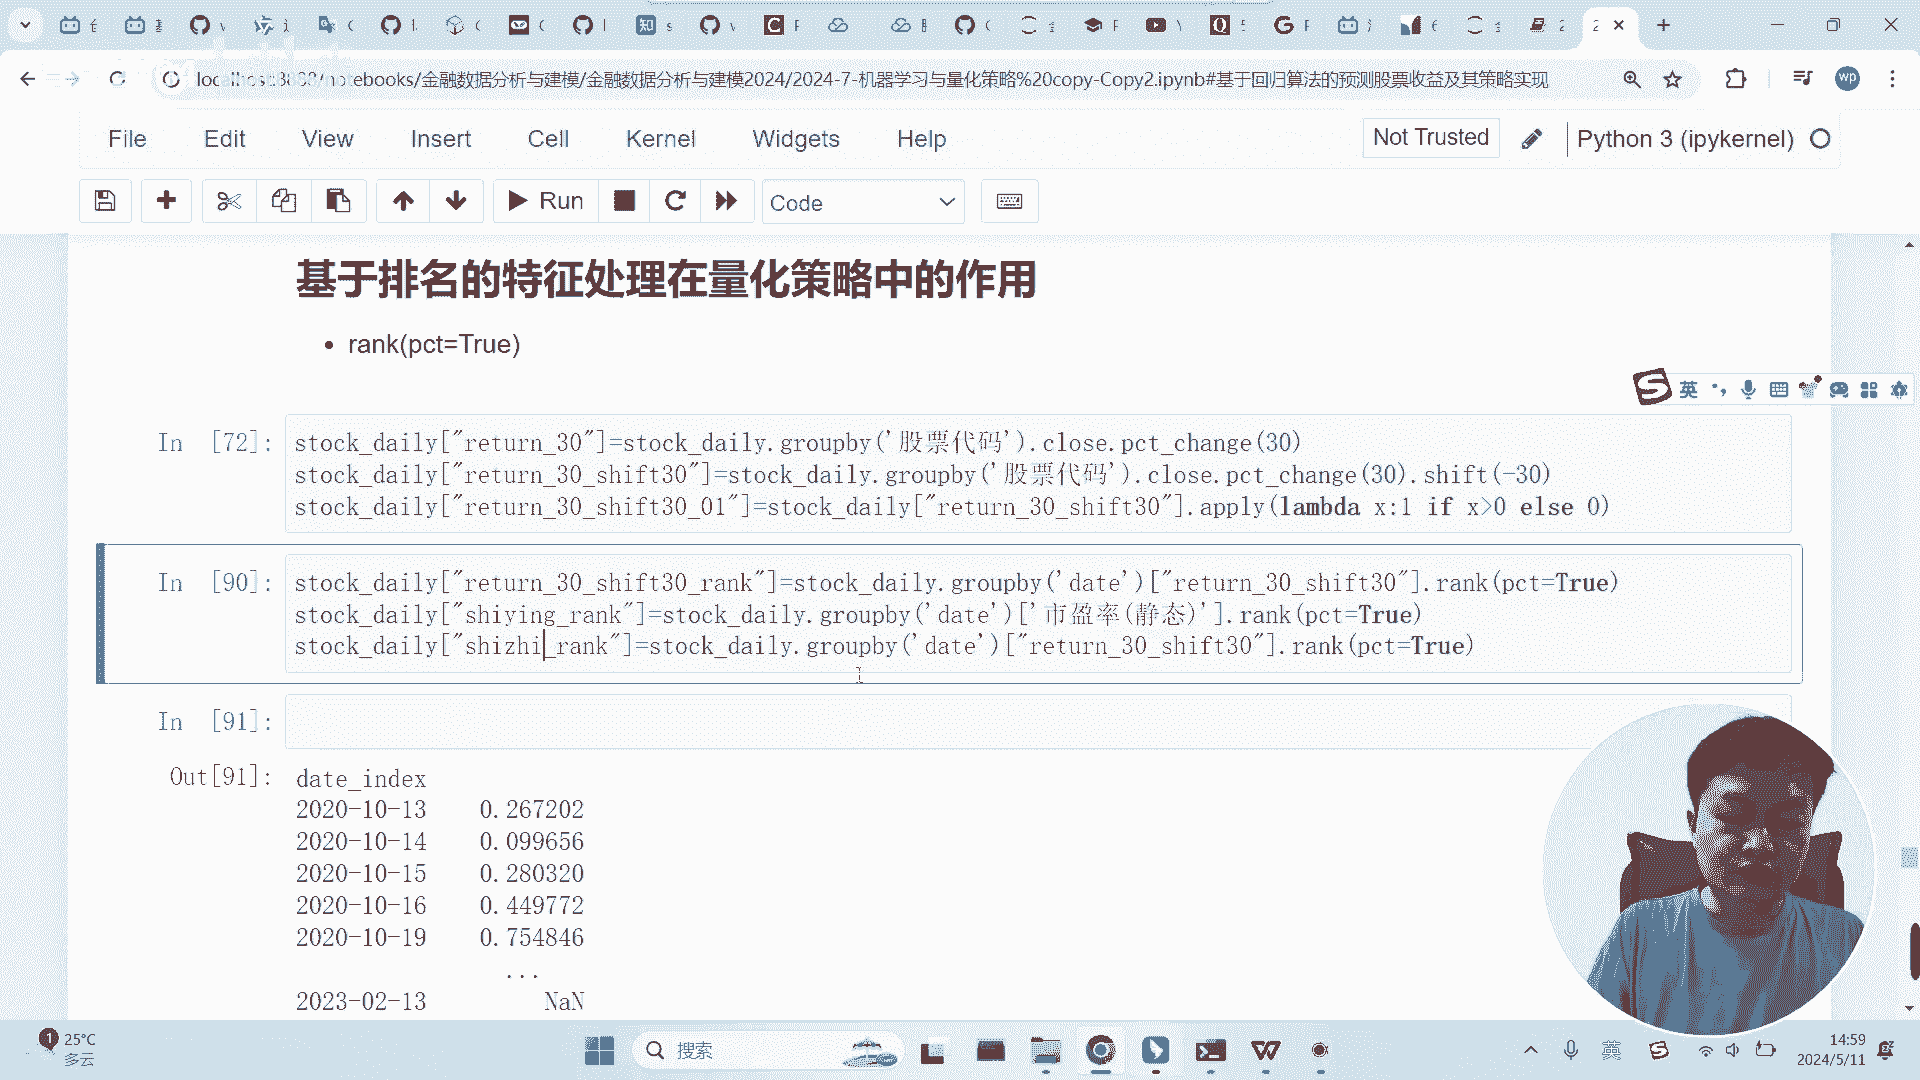 localhost:8888/notebooks/金融数据分析与建模/金融数据分析与建模2024/2024-7-机器学习与量化策略%20copy-Copy2.ipynb#基于回归算法的预测股票收益及其策略实现
wp
File Edit View Insert Cell Kernel Widgets Help
Not Trusted
Python 3 (ipykernel)
Run
Code
基于排名的特征处理在量化策略中的作用
• rank(pct=True)
英
In [72]:
stock_daily["return_30"]=stock_daily.groupby('股票代码').close.pct_change(30)
stock_daily["return_30_shift30"]=stock_daily.groupby('股票代码').close.pct_change(30).shift(-30)
stock_daily["return_30_shift30_01"]=stock_daily["return_30_shift30"].apply(lambda x:1 if x>0 else 0)
In [90]:
stock_daily["return_30_shift30_rank"]=stock_daily.groupby('date')["return_30_shift30"].rank(pct=True)
stock_daily["shiying_rank"]=stock_daily.groupby('date')['市盈率(静态)'].rank(pct=True)
stock_daily["shizhi_rank"]=stock_daily.groupby('date')["return_30_shift30"].rank(pct=True)
In [91]:
Out[91]:
date_index
2020-10-13 0.267202
2020-10-14 0.099656
2020-10-15 0.280320
2020-10-16 0.449772
2020-10-19 0.754846
...
2023-02-13 NaN
1
25°C
多云
搜索
英
14:59
2024/5/11